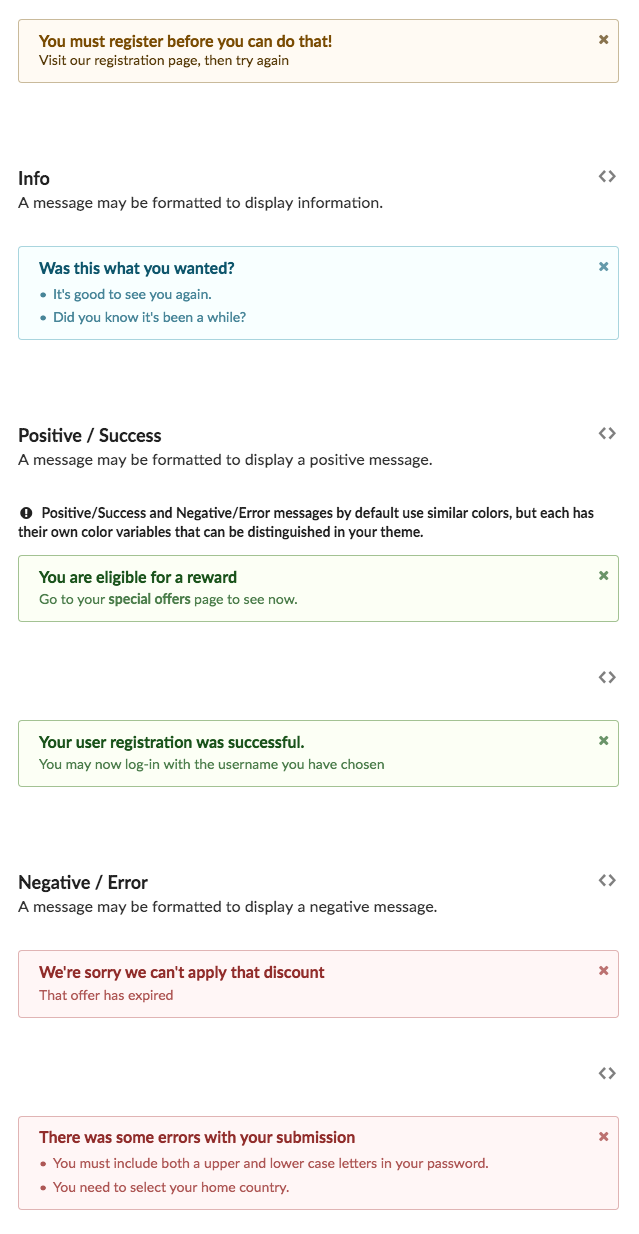 You must register before you can do that!
Visit our registration page, then try again
Info
A message may be formatted to display information.
Was this what you wanted?
• It's good to see you again.
• Did you know it's been a while?
Positive / Success
A message may be formatted to display a positive message.
Positive/Success and Negative/Error messages by default use similar colors, but each has
their own color variables that can be distinguished in your theme.
You are eligible for a reward
Go to your special offers page to see now.
Your user registration was successful.
You may now log-in with the username you have chosen
Negative / Error
A message may be formatted to display a negative message.
We're sorry we can't apply that discount
That offer has expired
There was some errors with your submission
• You must include both a upper and lower case letters in your password.
• You need to select your home country.